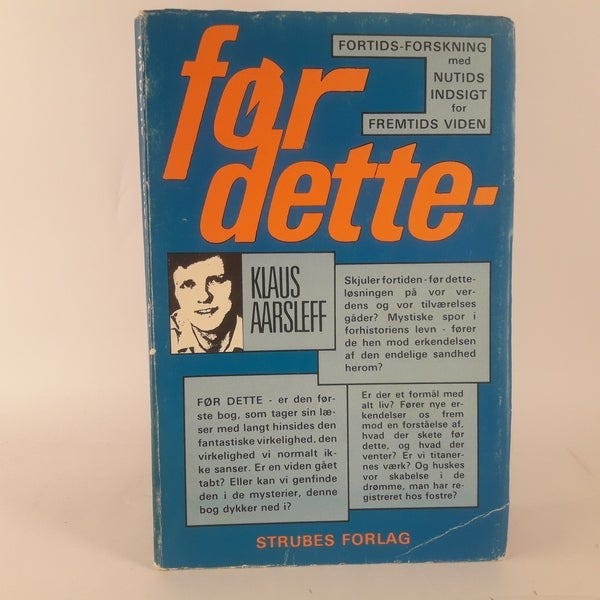 før
dette-
FORTIDS-FORSKNING
med
NUTIDS
INDSIGT
for
FREMTIDS VIDEN
KLAUS
AARSLEFF
Skjuler fortiden-før dette-
løsningen på vor ver-
dens og vor tilværelses
gåder? Mystiske spor i
forhistoriens levn - fører
de hen mod erkendelsen
af den endelige sandhed
herom?
FØR DETTE - er den før-
ste bog, som tager sin læ-
ser med langt hinsides den
fantastiske virkelighed, den
virkelighed vi normalt ik-
ke sanser. Er en viden gået
tabt? Eller kan vi genfinde
den i de mysterier, denne
bog dykker ned i?
Er der et formål med
alt liv? Fører nye er-
kendelser os frem
mod en forståelse af,
hvad der skete før
dette, og hvad der
venter? Er vi titaner-
nes værk? Og huskes
vor skabelse i de
drømme, man har re-
gistreret hos fostre?
STRUBES FORLAG